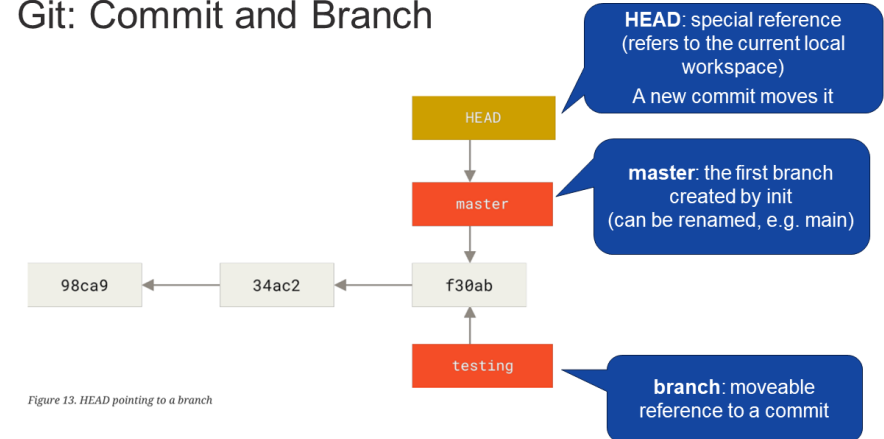 Git: Commit and Branch
HEAD: special reference
(refers to the current local
workspace)
A new commit moves it
HEAD
master: the first branch
created by init
(can be renamed, e.g. main)
master
98ca9
34ac2
f30ab
testing
branch: moveable
reference to a commit
Figure 13. HEAD pointing to a branch